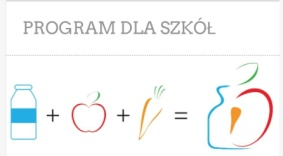 PROGRAM DLA SZKÓŁ
+ + =